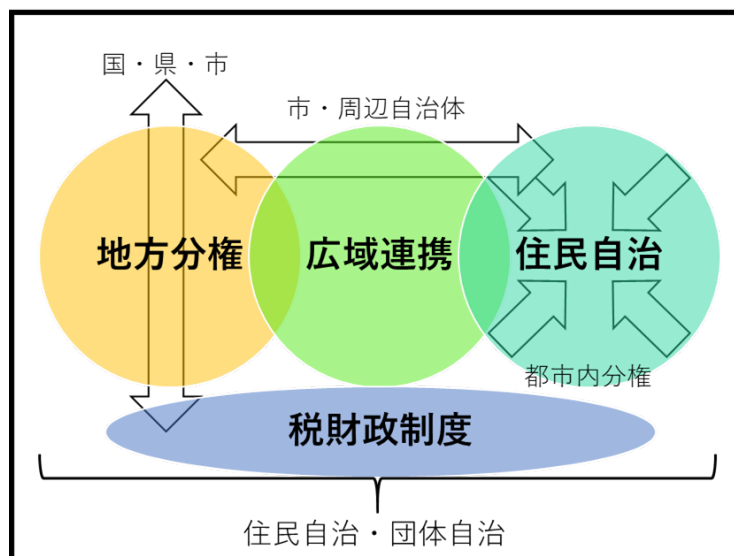 国・県・市
市・周辺自治体
地方分権
広域連携
住民自治
都市内分権
税財政制度
住民自治・団体自治